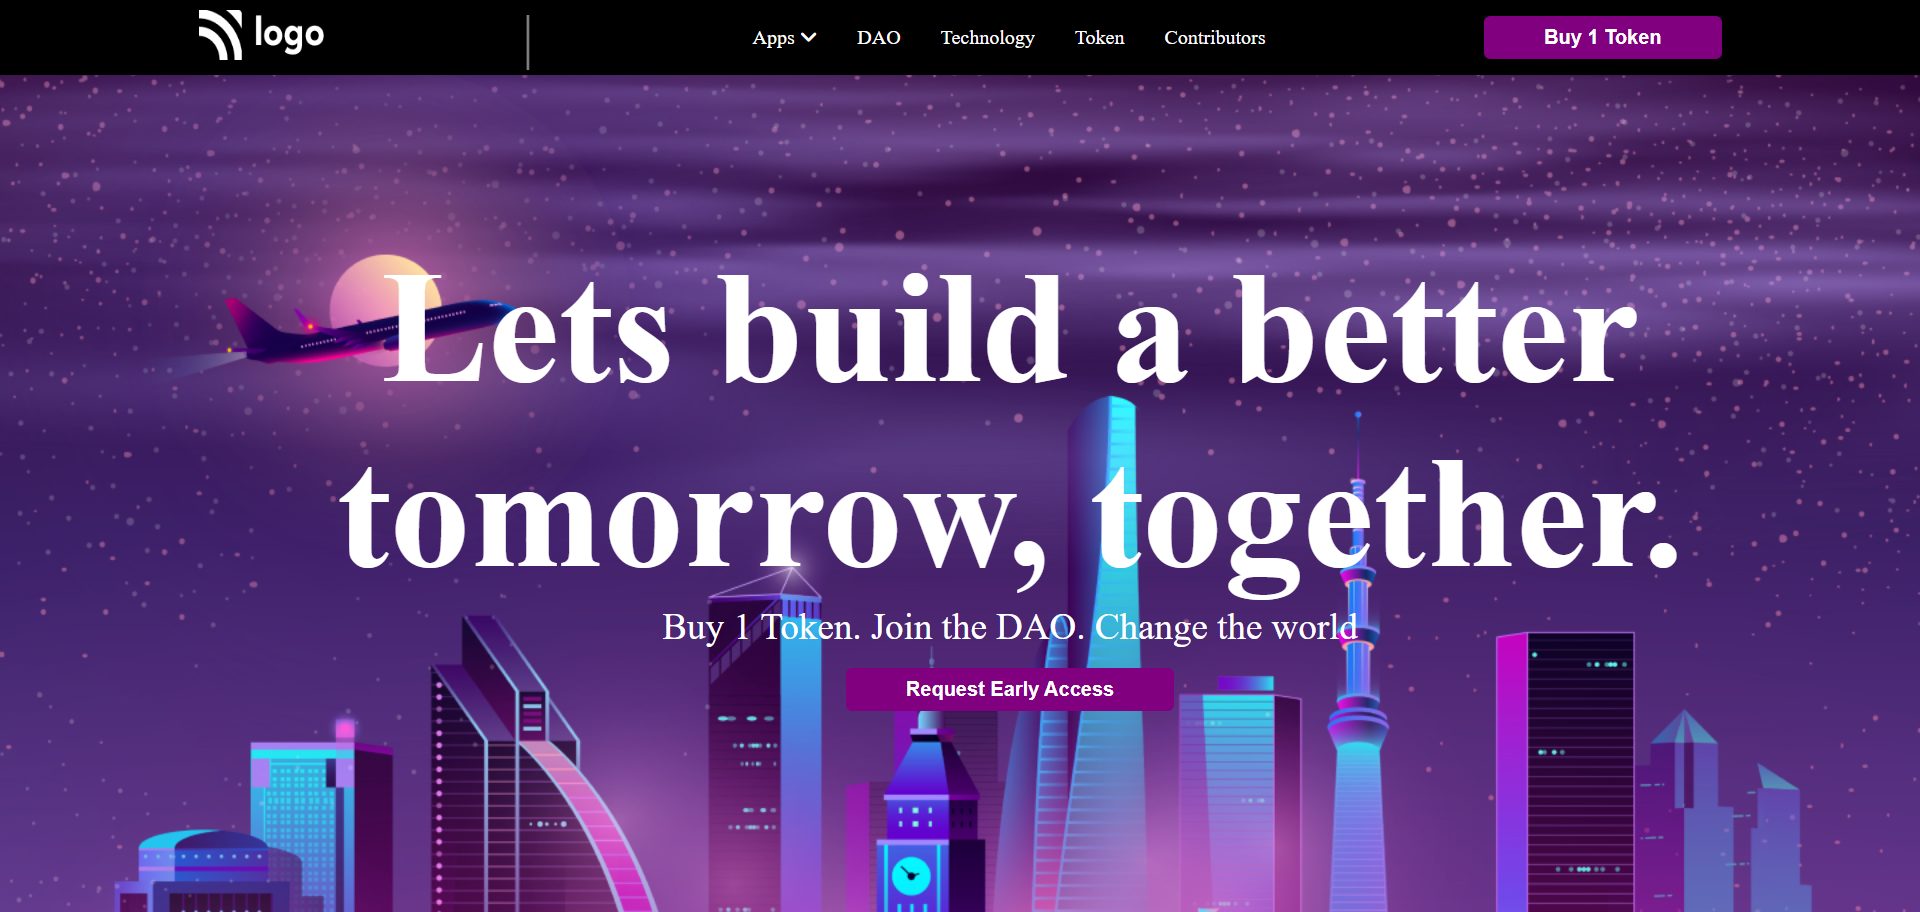 logo
Apps
DAO
Technology
Token
Contributors
Buy 1 Token
Lets build a better
tomorrow, together.
Buy 1 Token. Join the DAO. Change the world
Request Early Access